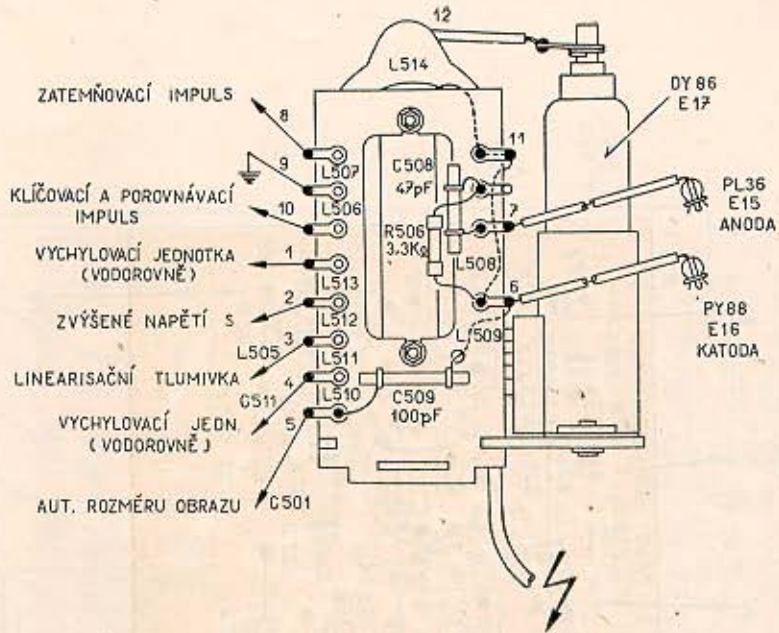 12
L514
ZATEMŇOVACÍ IMPULS
8
DY 86
E17
11
9
L507
C508
47pF
KLÍČOVACÍ A POROVNÁVACÍ
IMPULS
10
L506
7
PL36
E15
ANODA
R506
3,3KΩ
VYCHYLOVACÍ JEDNOTKA
(VODOROVNĚ)
1
L508
L513
6
2
ZVÝŠENÉ NAPĚTÍ S
L512
PY88
E16
KATODA
3
L509
L505
L511
LINEARISAČNÍ TLUMIVKA
4
C511
L510
C509
100pF
VYCHYLOVACÍ JEDN.
(VODOROVNĚ)
5
AUT. ROZMĚRU OBRAZU
C501